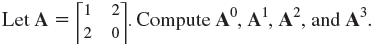 Let A = [1 2; 2 0]. Compute A⁰, A¹, A², and A³.